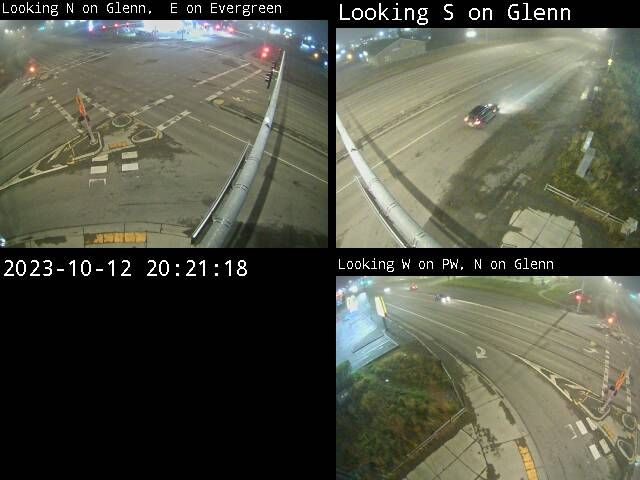 Looking N on Glenn,  E on Evergreen
Looking S on Glenn
2023-10-12 20:21:18
Looking W on PW, N on Glenn